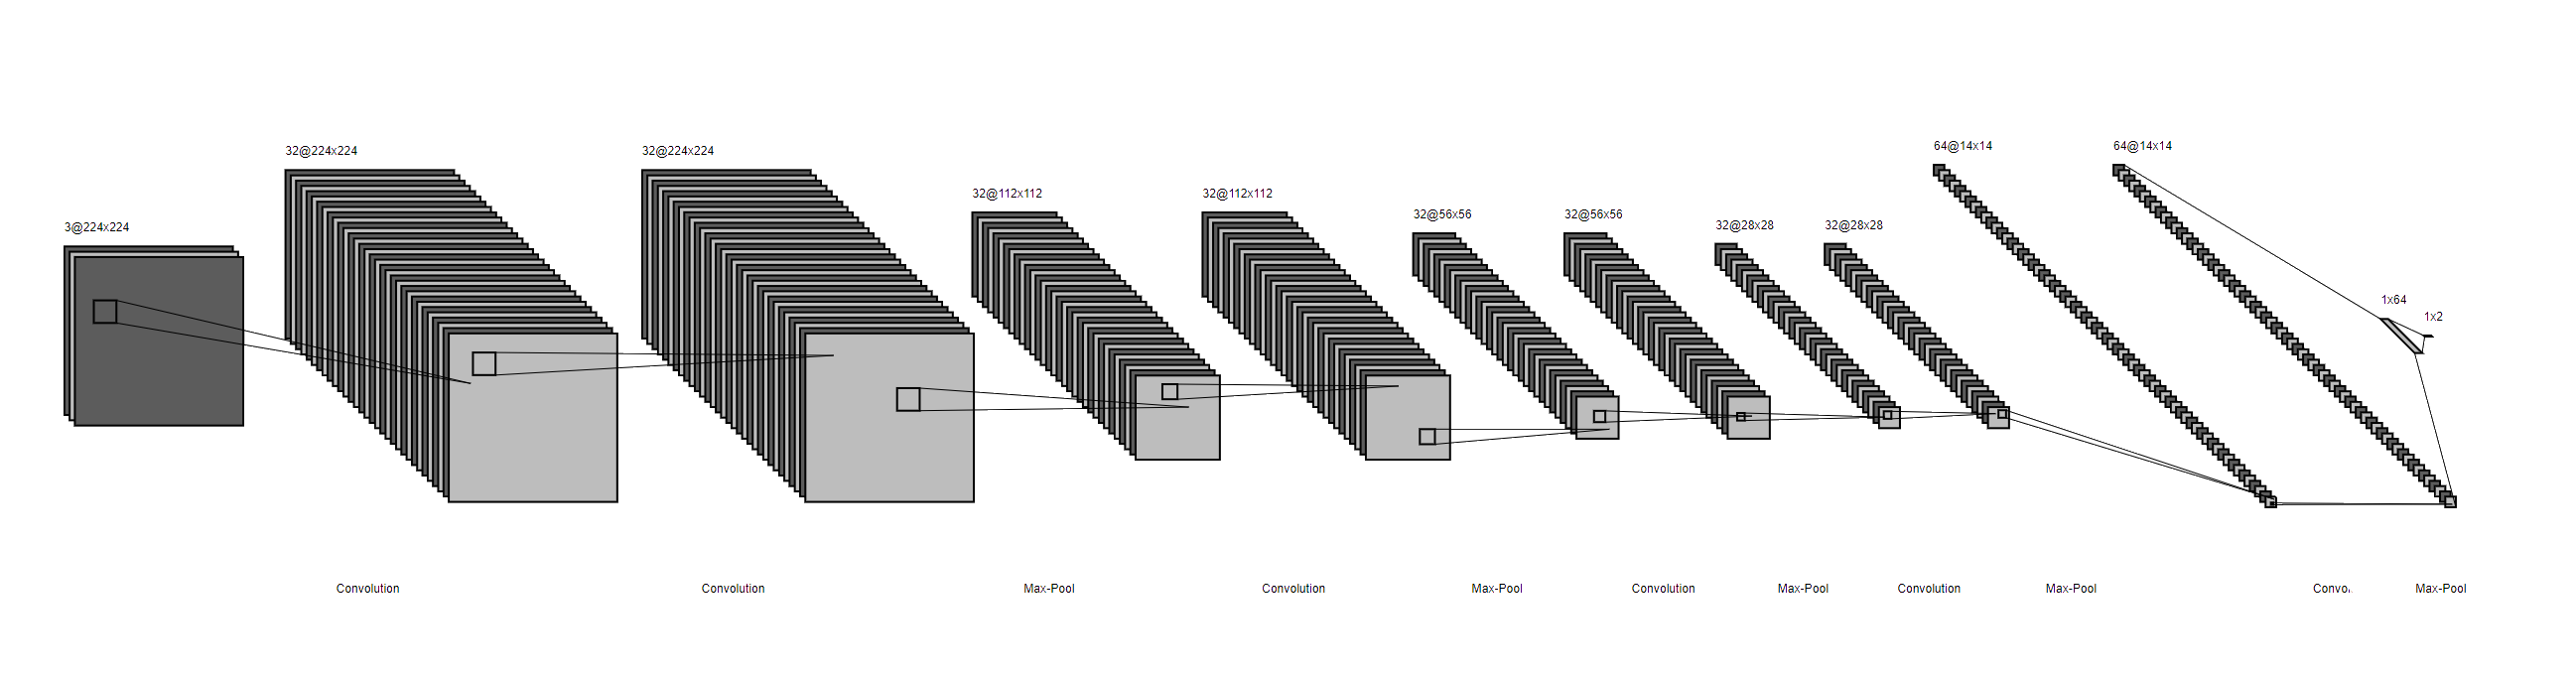 3@224x224
32@224x224
32@224x224
32@112x112
32@112x112
32@56x56
32@56x56
32@28x28
32@28x28
64@14x14
64@14x14
1x64
1x2
Convolution
Convolution
Max-Pool
Convolution
Max-Pool
Convolution
Max-Pool
Convolution
Max-Pool
Convo
Max-Pool